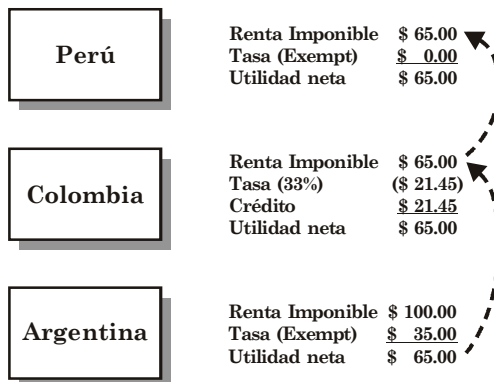 Perú
Renta Imponible $ 65.00
Tasa (Exempt) $ 0.00
Utilidad neta $ 65.00
Colombia
Renta Imponible $ 65.00
Tasa (33%) ($ 21.45)
Crédito $ 21.45
Utilidad neta $ 65.00
Argentina
Renta Imponible $ 100.00
Tasa (Exempt) $ 35.00
Utilidad neta $ 65.00